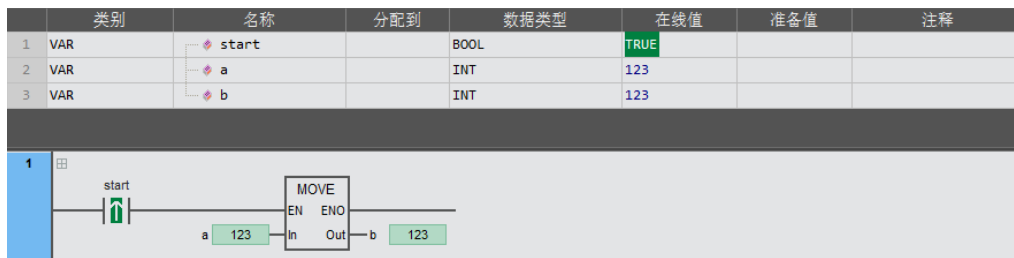 类别 名称 分配到 数据类型 在线值 准备值 注释
1 VAR start BOOL TRUE
2 VAR a INT 123
3 VAR b INT 123
1
start
MOVE
EN ENO
a 123 In Out b 123